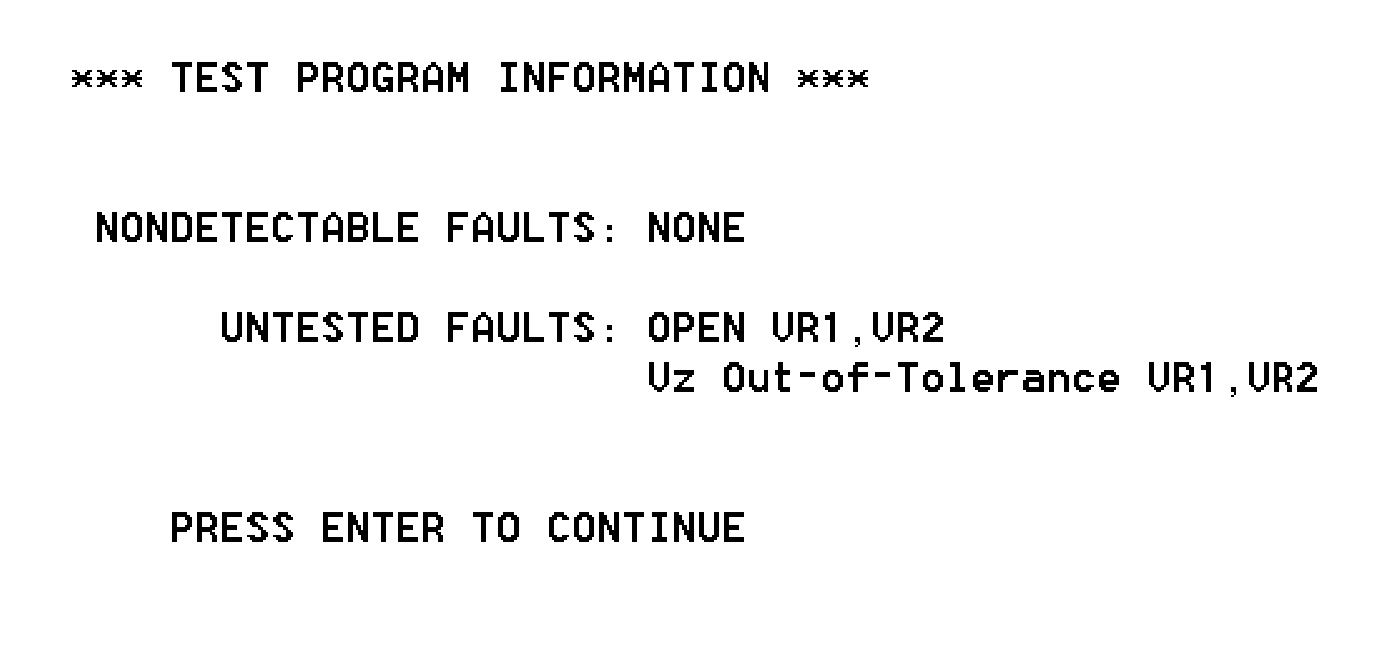 *** TEST PROGRAM INFORMATION ***
NONDETECTABLE FAULTS: NONE
UNTESTED FAULTS: OPEN VR1,VR2
Vz Out-of-Tolerance VR1,VR2
PRESS ENTER TO CONTINUE